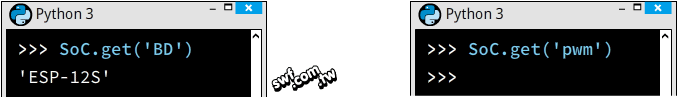 Python 3
>>> SoC.get('BD')
'ESP-12S'
swf.com.tw
Python 3
>>> SoC.get('pwm')
>>>